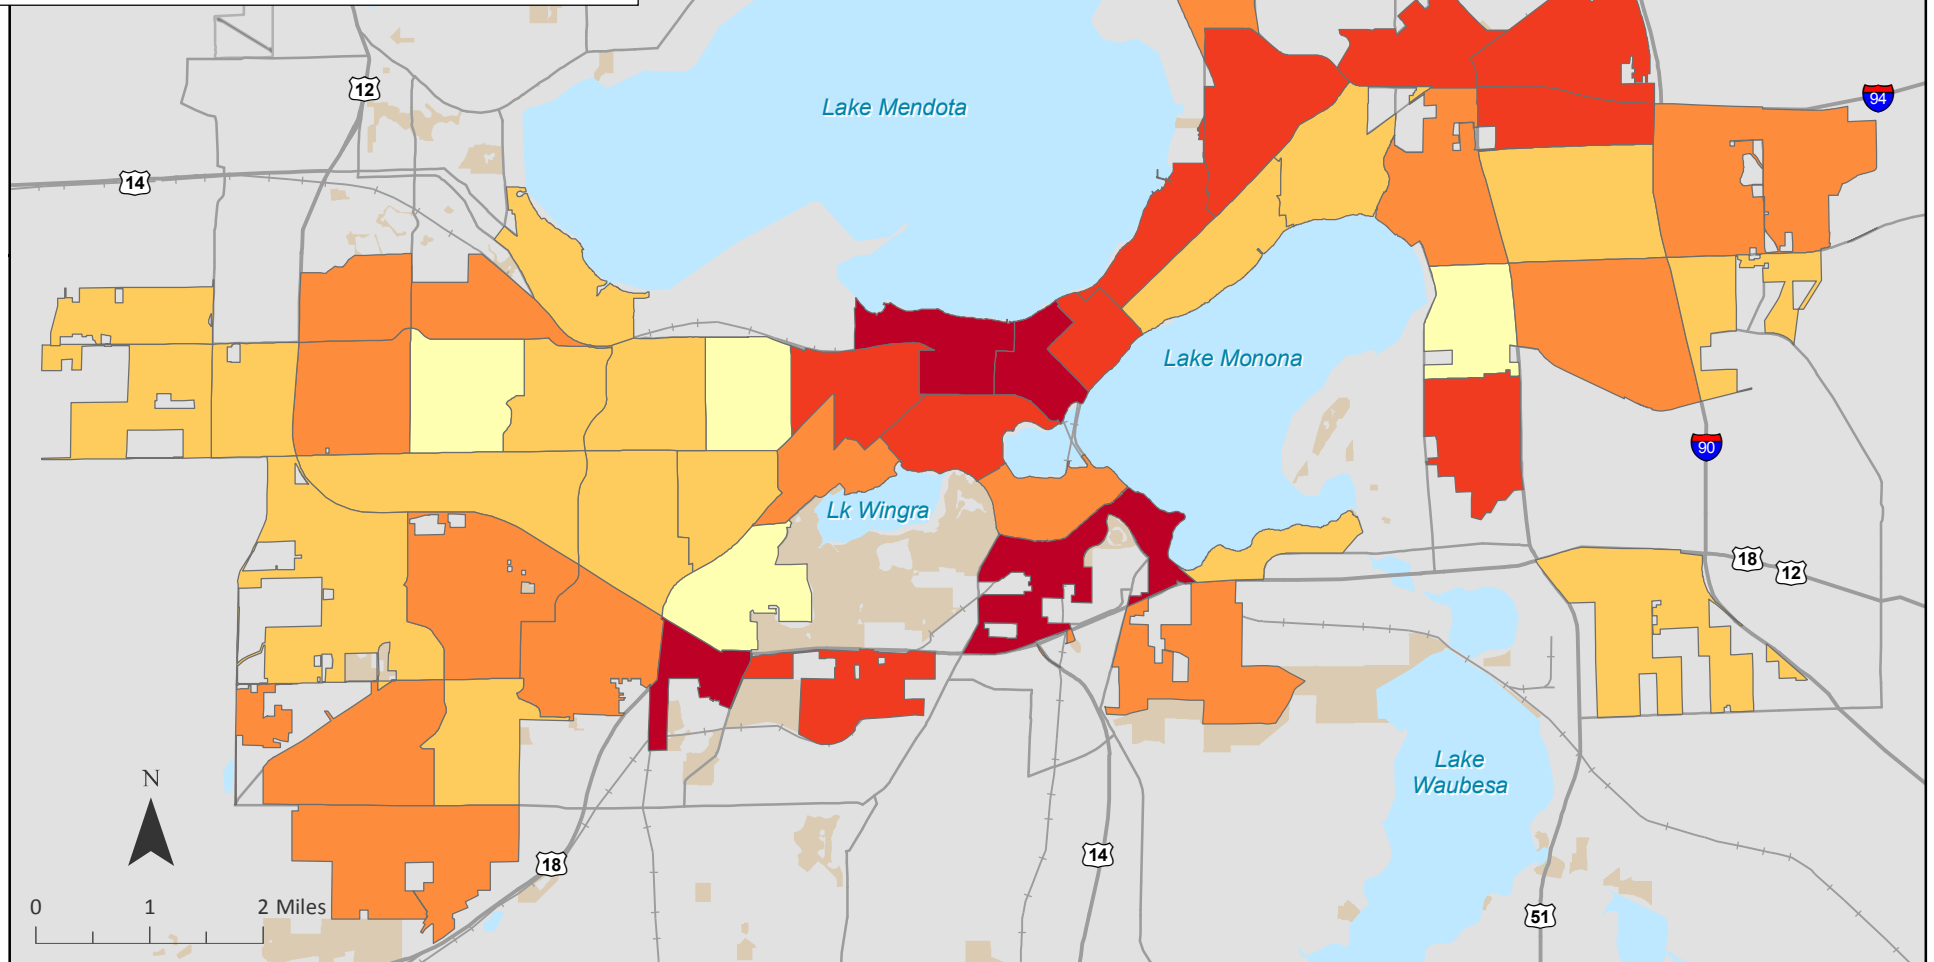 12
Lake Mendota
94
14
Lake Monona
90
Lk Wingra
18
12
Lake
Waubesa
N
18
14
0 1 2 Miles
51